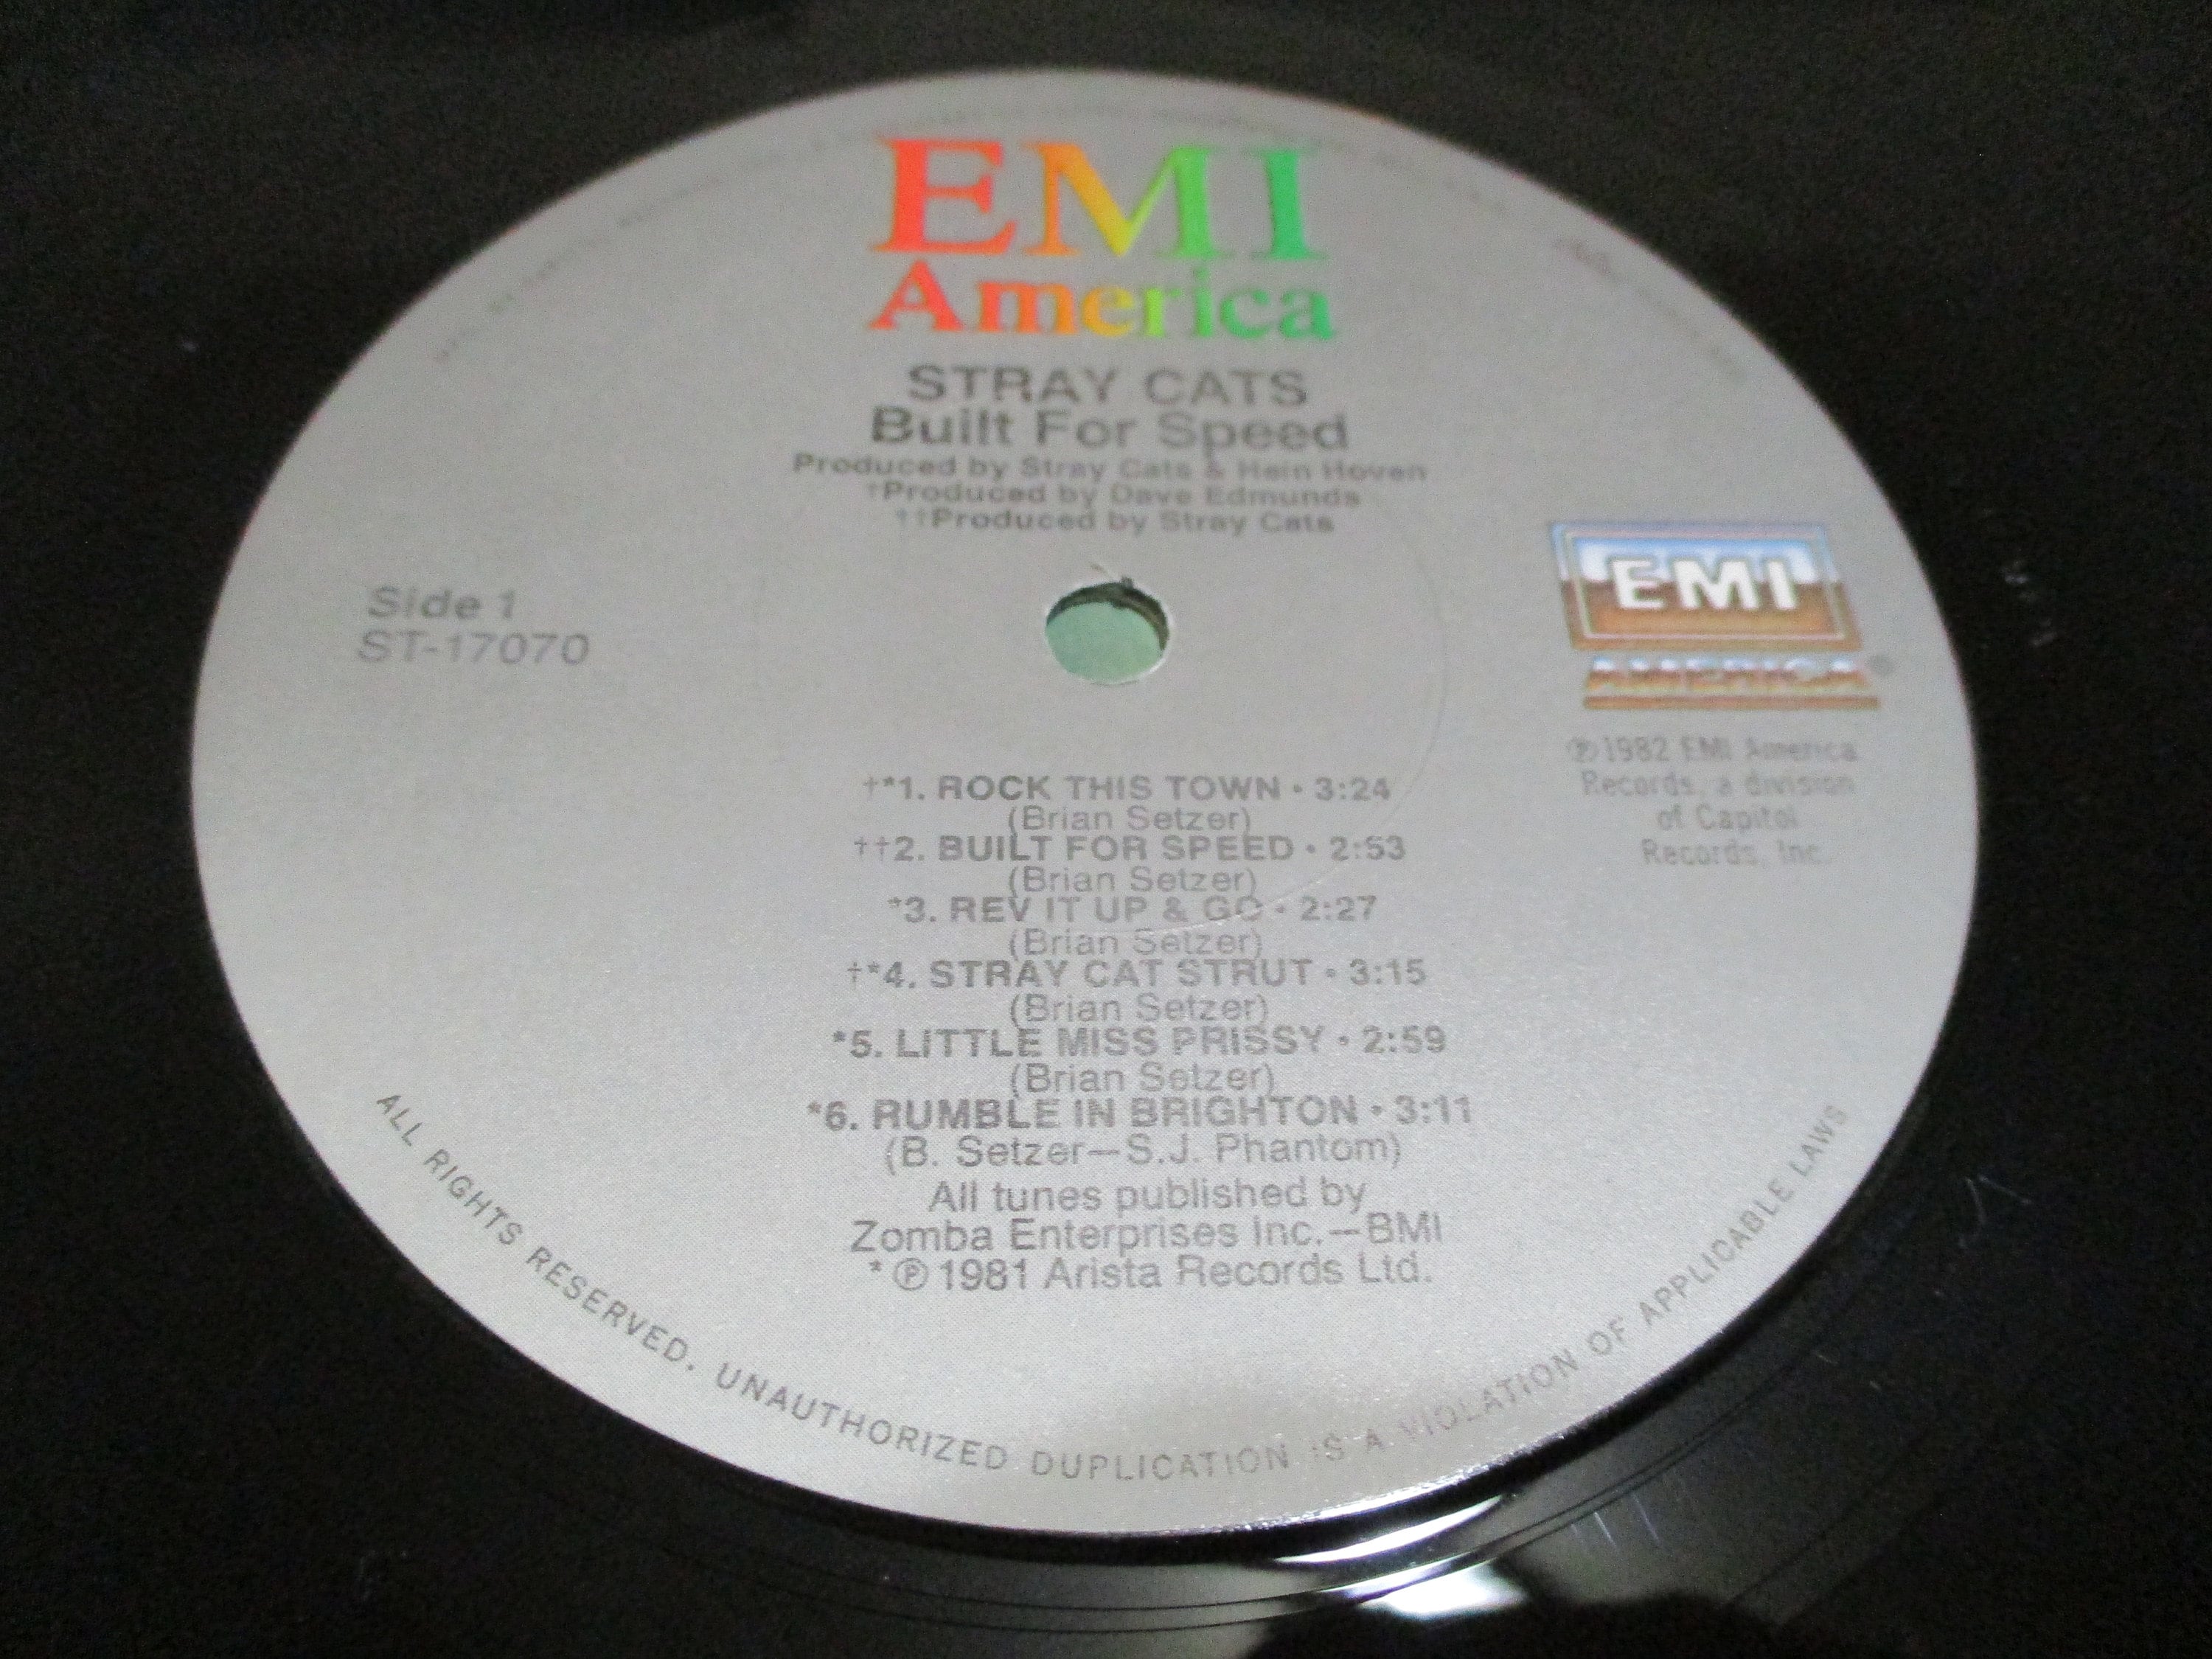 EMI
America
STRAY CATS
Built For Speed
Produced by Stray Cats & Hein Hoven
†Produced by Dave Edmunds
††Produced by Stray Cats
Side 1
ST-17070
EMI
AMERICA
℗1982 EMI America
Records, a division
of Capitol
Records, Inc.
†*1. ROCK THIS TOWN • 3:24
(Brian Setzer)
††2. BUILT FOR SPEED • 2:53
(Brian Setzer)
*3. REV IT UP & GO • 2:27
(Brian Setzer)
†*4. STRAY CAT STRUT • 3:15
(Brian Setzer)
*5. LITTLE MISS PRISSY • 2:59
(Brian Setzer)
*6. RUMBLE IN BRIGHTON • 3:11
(B. Setzer—S.J. Phantom)
All tunes published by
Zomba Enterprises Inc.—BMI
* ℗ 1981 Arista Records Ltd.
ALL RIGHTS RESERVED. UNAUTHORIZED DUPLICATION IS A VIOLATION OF APPLICABLE LAWS